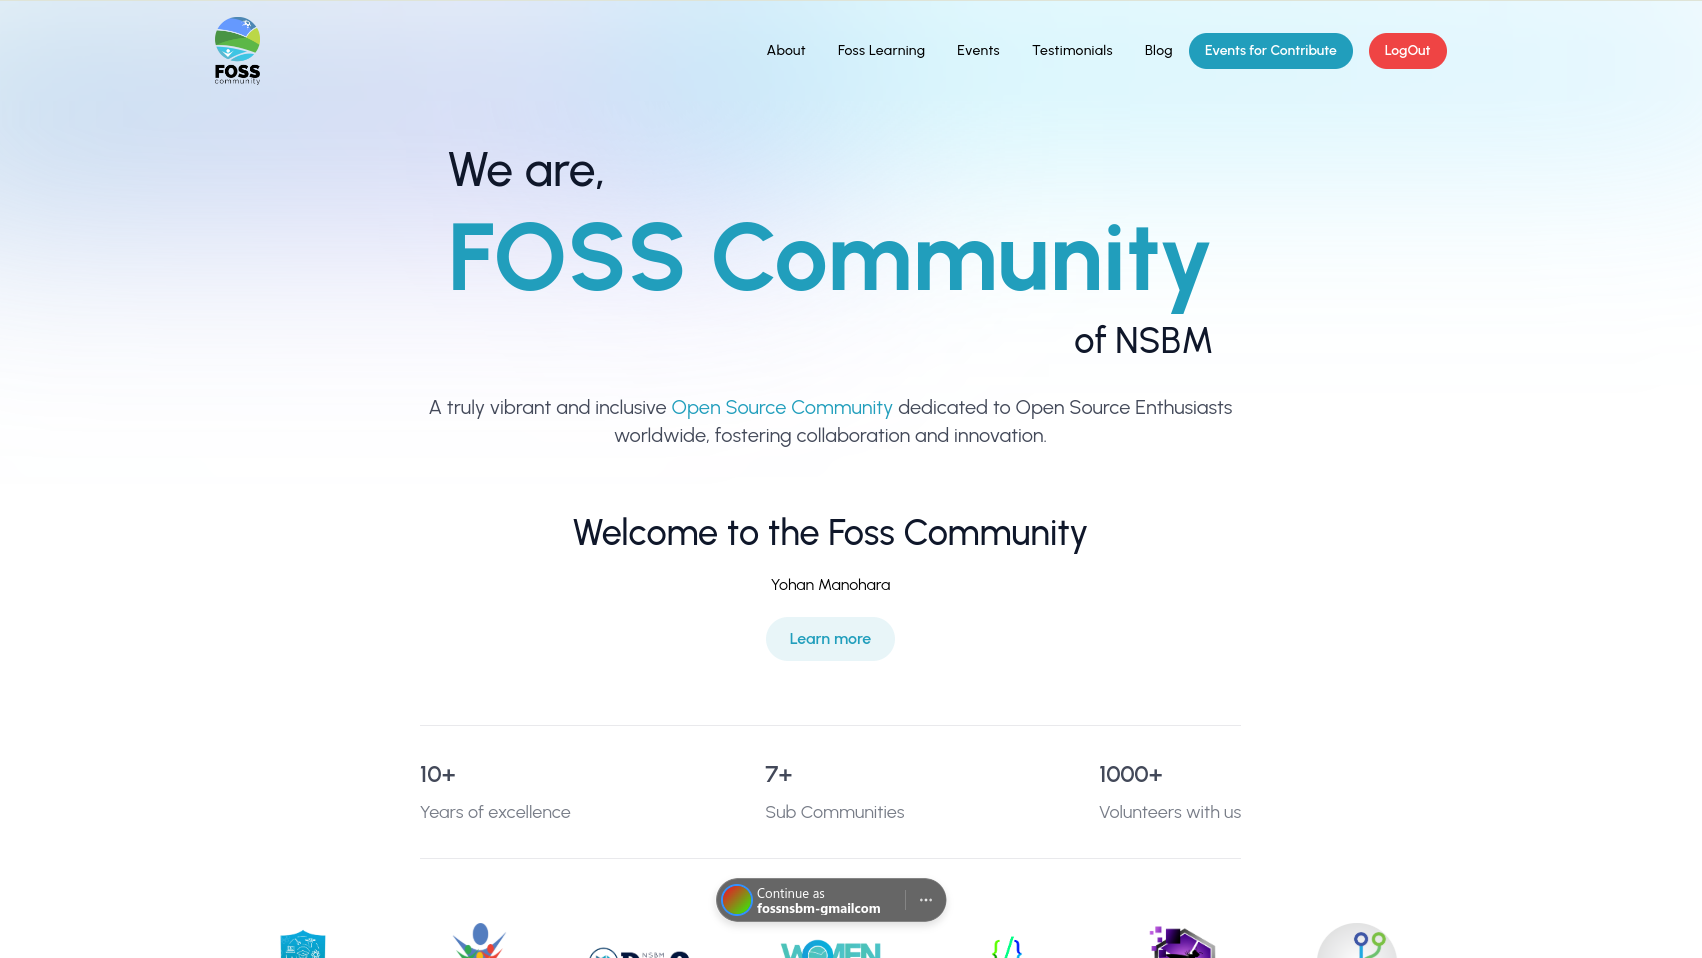 FOSS
community
About
Foss Learning
Events
Testimonials
Blog
Events for Contribute
LogOut
We are,
FOSS Community
of NSBM
A truly vibrant and inclusive Open Source Community dedicated to Open Source Enthusiasts
worldwide, fostering collaboration and innovation.
Welcome to the Foss Community
Yohan Manohara
Learn more
10+
Years of excellence
7+
Sub Communities
1000+
Volunteers with us
Continue as
fossnsbm-gmailcom
NSBM
WOMEN